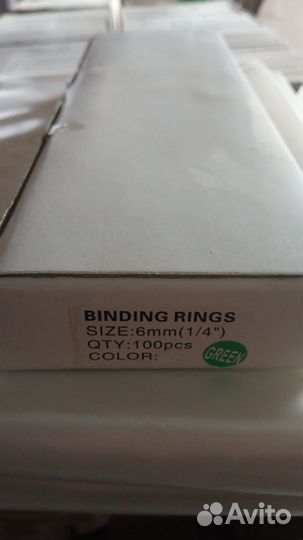 BINDING RINGS
SIZE:6mm(1/4")
QTY:100pcs
COLOR: GREEN
Avito